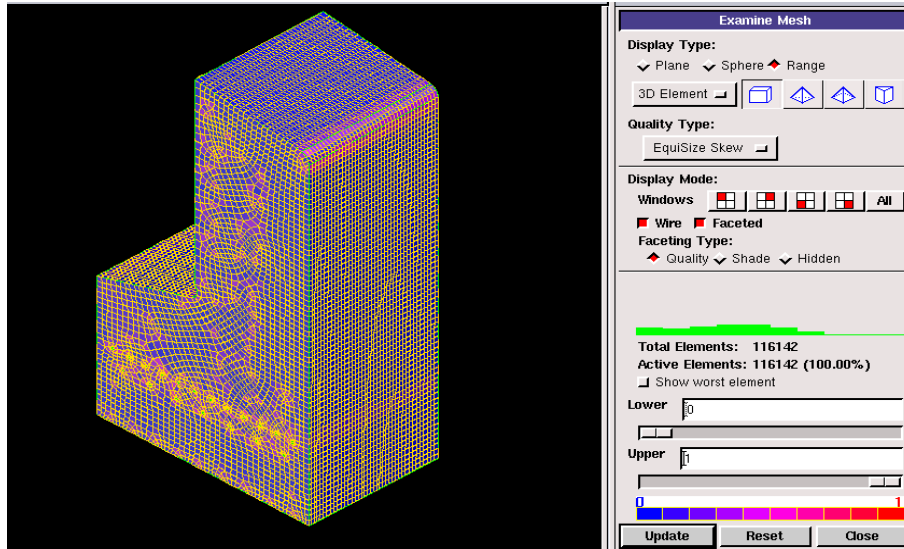 Examine Mesh
Display Type:
Plane Sphere Range
3D Element
Quality Type:
EquiSize Skew
Display Mode:
Windows All
Wire Faceted
Faceting Type:
Quality Shade Hidden
Total Elements: 116142
Active Elements: 116142 (100.00%)
Show worst element
Lower 0
Upper 1
0 1
Update Reset Close